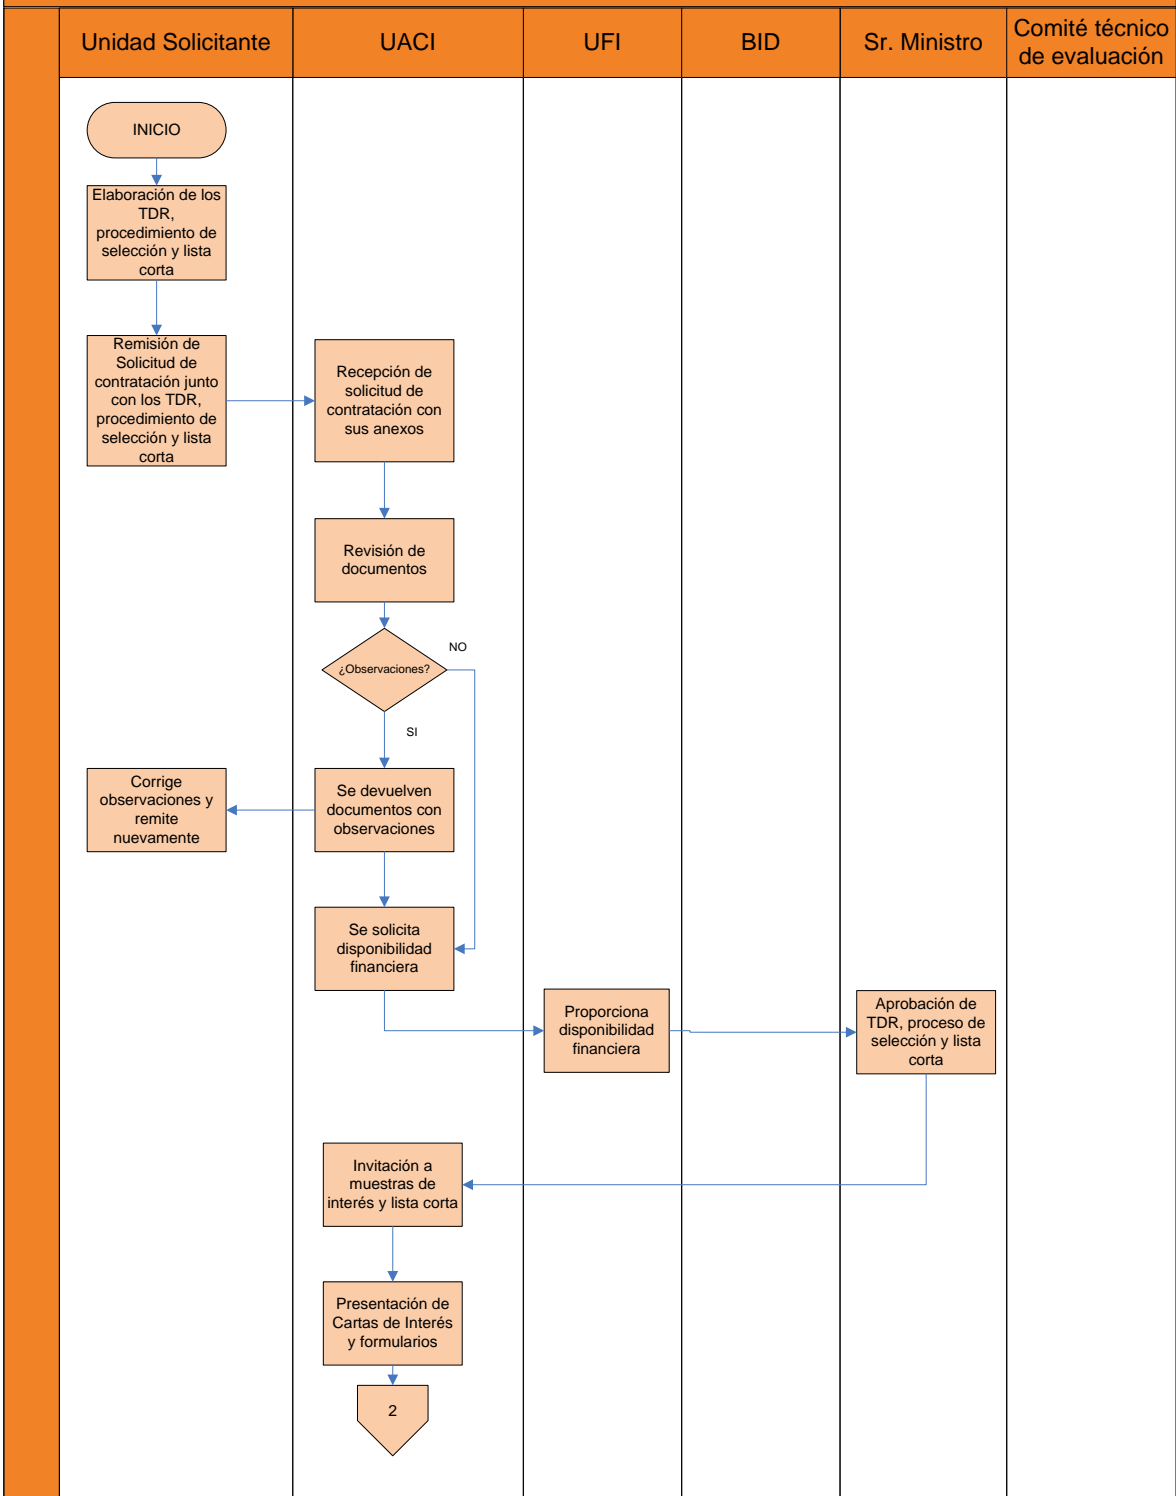 Unidad Solicitante
UACI
UFI
BID
Sr. Ministro
Comité técnico
de evaluación
INICIO
Elaboración de los
TDR,
procedimiento de
selección y lista
corta
Remisión de
Solicitud de
contratación junto
con los TDR,
procedimiento de
selección y lista
corta
Recepción de
solicitud de
contratación con
sus anexos
Revisión de
documentos
¿Observaciones?
NO
SI
Se devuelven
documentos con
observaciones
Corrige
observaciones y
remite
nuevamente
Se solicita
disponibilidad
financiera
Proporciona
disponibilidad
financiera
Aprobación de
TDR, proceso de
selección y lista
corta
Invitación a
muestras de
interés y lista corta
Presentación de
Cartas de Interés
y formularios
2